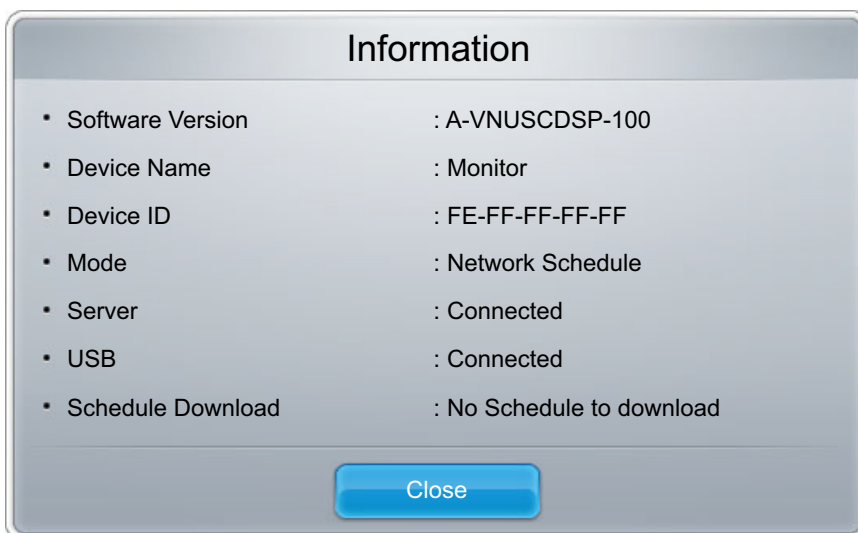 Information
Software Version : A-VNUSCDSP-100
Device Name : Monitor
Device ID : FE-FF-FF-FF-FF
Mode : Network Schedule
Server : Connected
USB : Connected
Schedule Download : No Schedule to download
Close